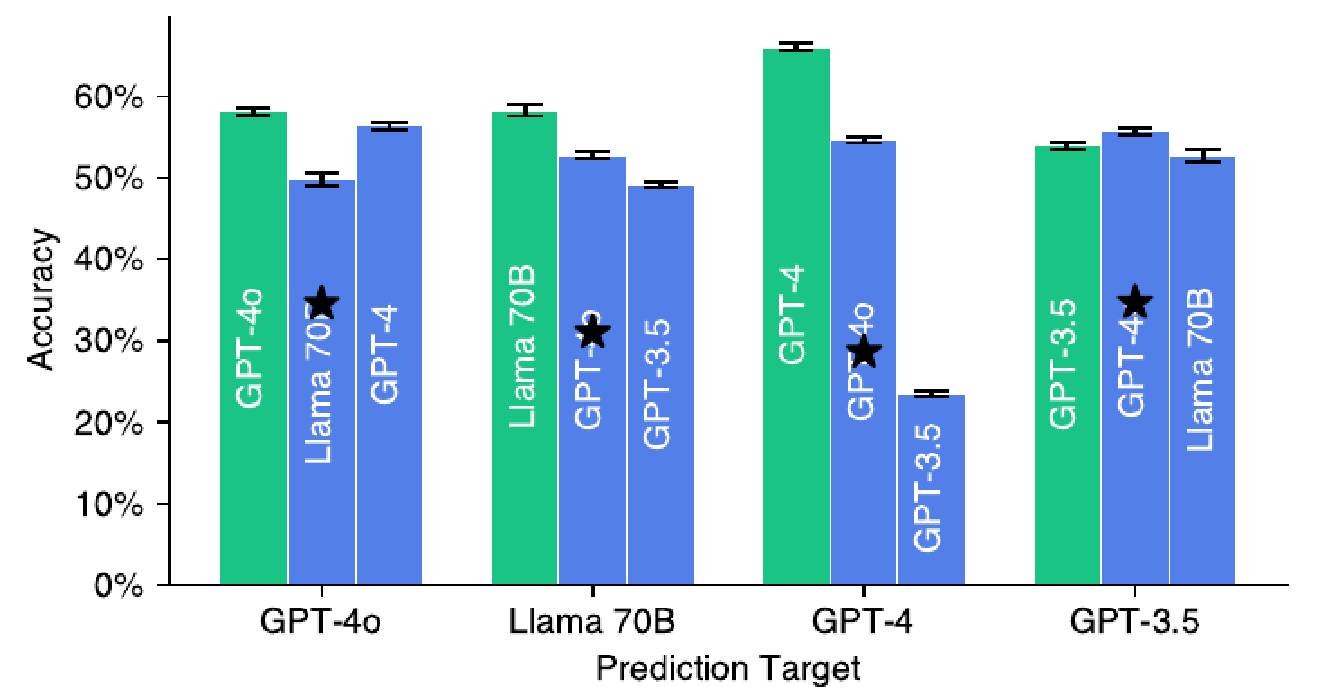 60%
50%
40%
30%
20%
10%
0%
Accuracy
GPT-4o
Llama
GPT-4
Llama 70B
GPT-3.5
GPT-4
GPT-3.5
GPT-3.5
Llama 70B
GPT-4o
Llama 70B
GPT-4
GPT-3.5
Prediction Target